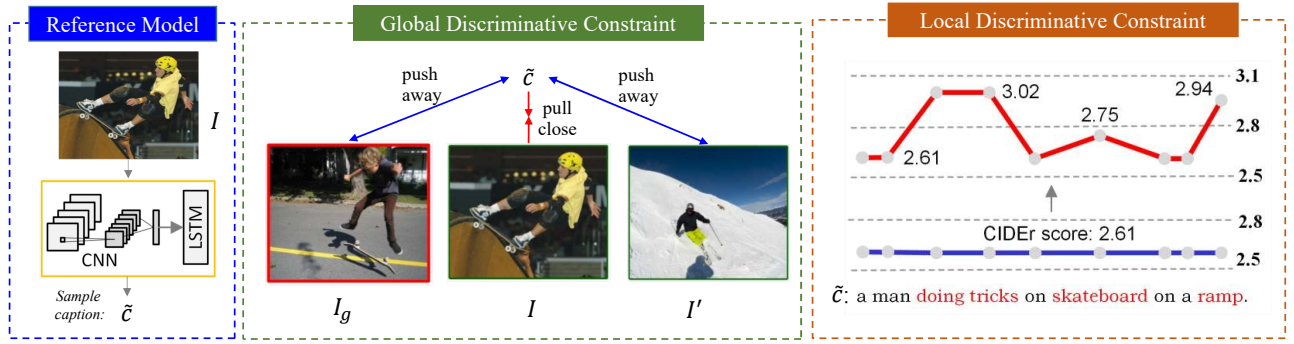 Reference Model
I
CNN
LSTM
Sample
caption: c̃
Global Discriminative Constraint
c̃
push
away
pull
close
push
away
I_g
I
I′
Local Discriminative Constraint
3.1
3.02
2.94
2.75
2.8
2.61
2.5
2.8
CIDEr score: 2.61
2.5
c̃: a man doing tricks on skateboard on a ramp.